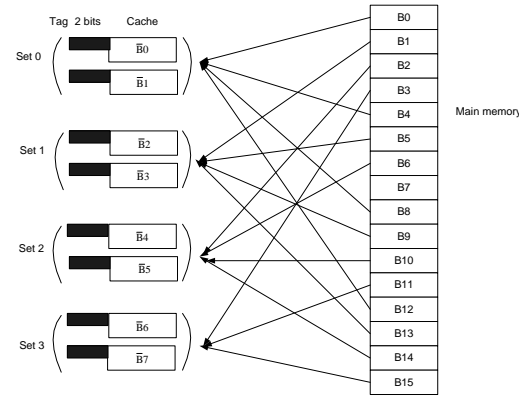 Tag 2 bits Cache
Set 0
B̅0
B̅1
Set 1
B̅2
B̅3
Set 2
B̅4
B̅5
Set 3
B̅6
B̅7
B0
B1
B2
B3
B4
B5
B6
B7
B8
B9
B10
B11
B12
B13
B14
B15
Main memory